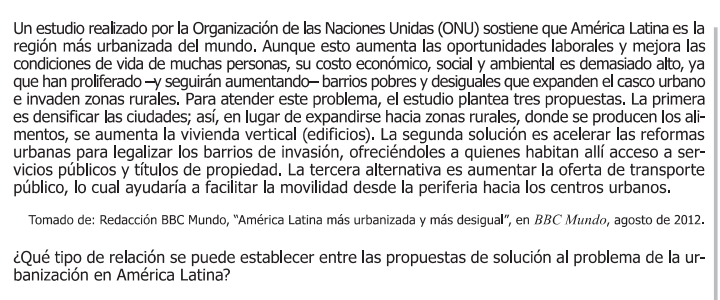 Un estudio realizado por la Organización de las Naciones Unidas (ONU) sostiene que América Latina es la
región más urbanizada del mundo. Aunque esto aumenta las oportunidades laborales y mejora las
condiciones de vida de muchas personas, su costo económico, social y ambiental es demasiado alto, ya
que han proliferado –y seguirán aumentando– barrios pobres y desiguales que expanden el casco urbano
e invaden zonas rurales. Para atender este problema, el estudio plantea tres propuestas. La primera
es densificar las ciudades; así, en lugar de expandirse hacia zonas rurales, donde se producen los ali-
mentos, se aumenta la vivienda vertical (edificios). La segunda solución es acelerar las reformas
urbanas para legalizar los barrios de invasión, ofreciéndoles a quienes habitan allí acceso a ser-
vicios públicos y títulos de propiedad. La tercera alternativa es aumentar la oferta de transporte
público, lo cual ayudaría a facilitar la movilidad desde la periferia hacia los centros urbanos.
Tomado de: Redacción BBC Mundo, "América Latina más urbanizada y más desigual", en BBC Mundo, agosto de 2012.
¿Qué tipo de relación se puede establecer entre las propuestas de solución al problema de la ur-
banización en América Latina?